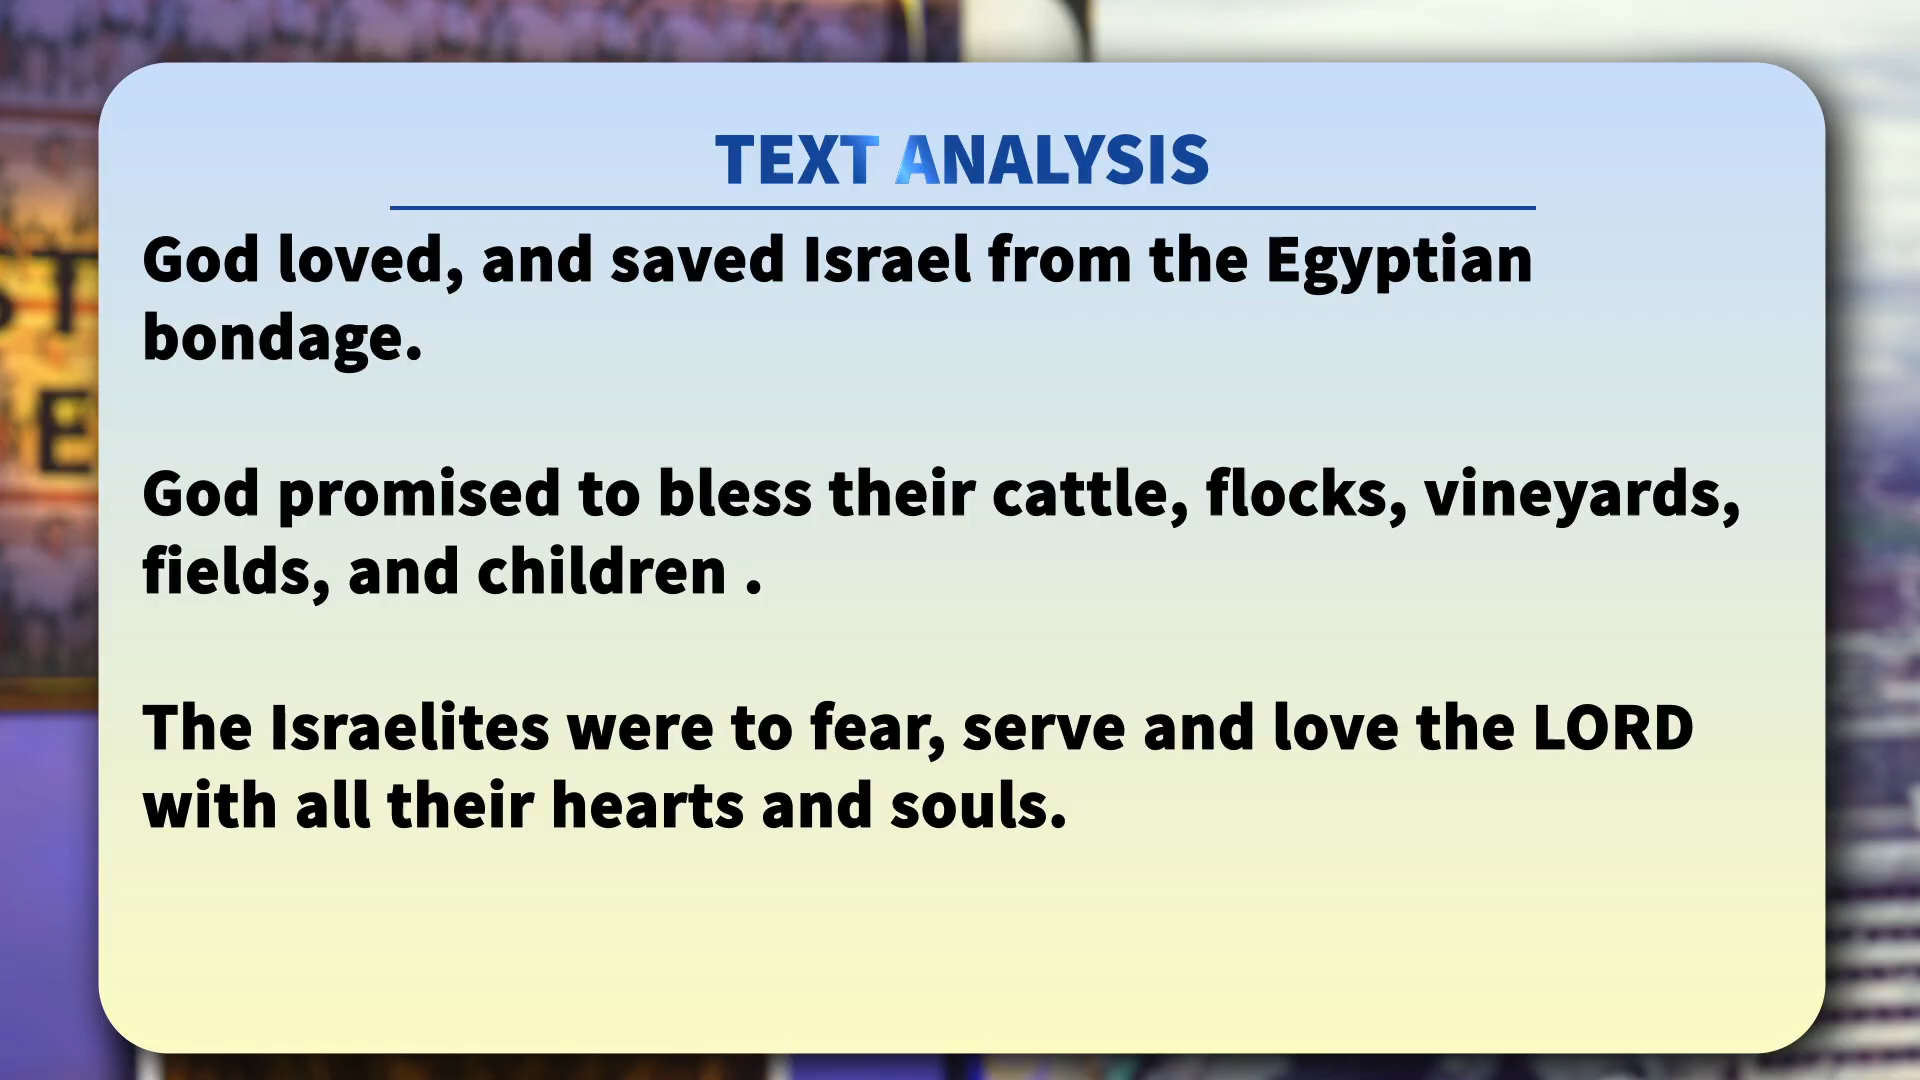 TEXT ANALYSIS
God loved, and saved Israel from the Egyptian
bondage.
God promised to bless their cattle, flocks, vineyards,
fields, and children .
The Israelites were to fear, serve and love the LORD
with all their hearts and souls.